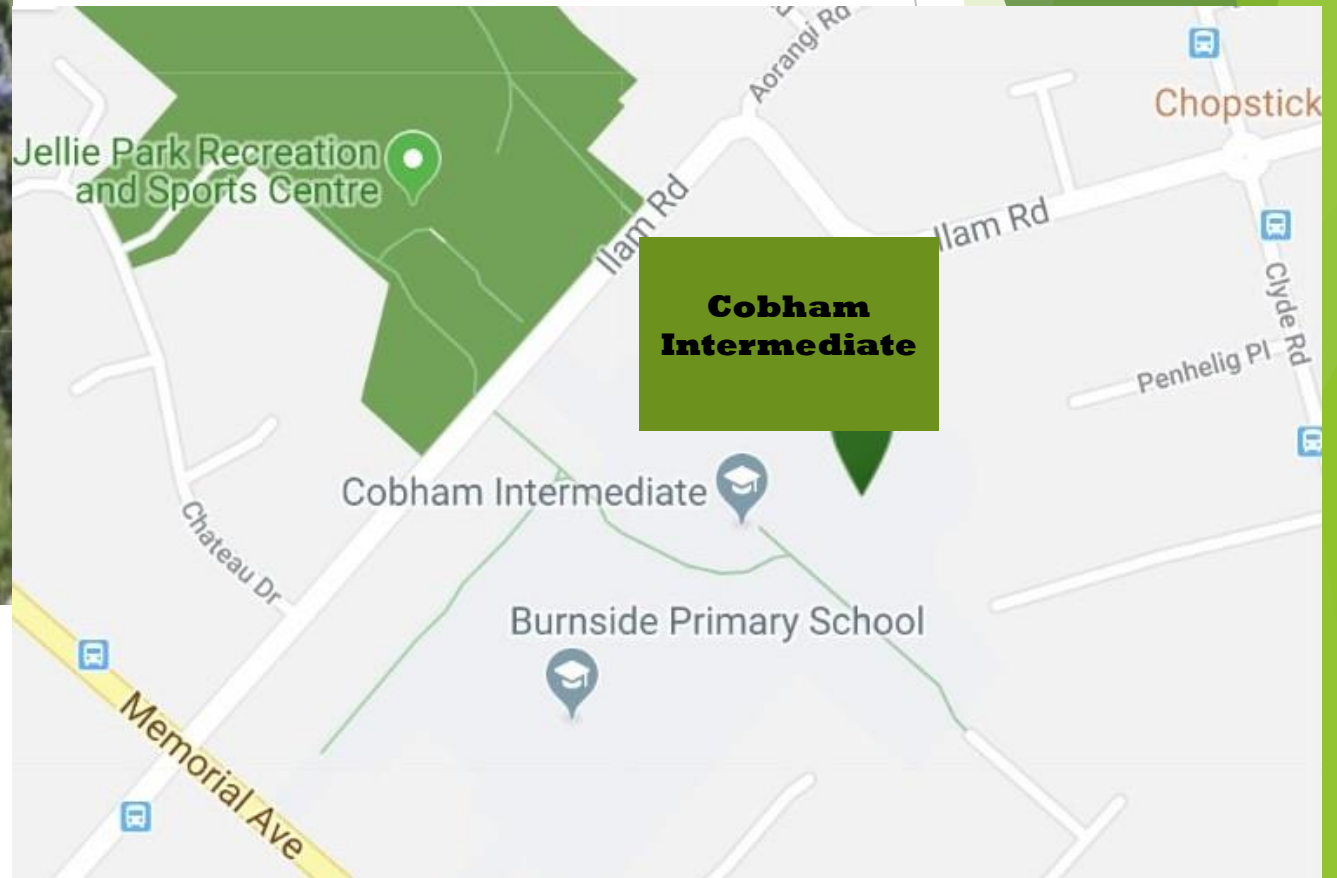 Aorangi Rd
Chopstick
Jellie Park Recreation
and Sports Centre
Ilam Rd
Ilam Rd
Cobham
Intermediate
Clyde Rd
Penhelig Pl
Cobham Intermediate
Chateau Dr
Burnside Primary School
Memorial Ave